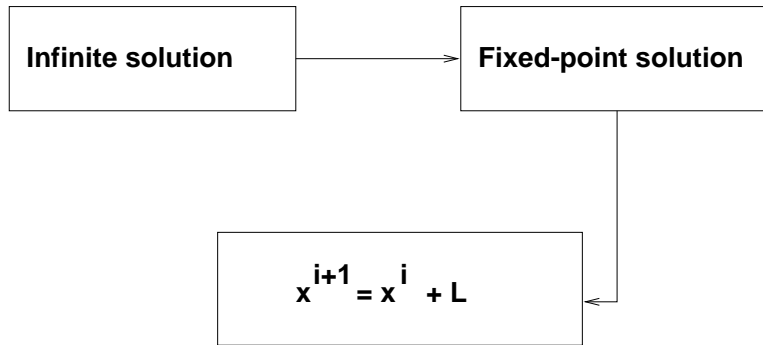 Infinite solution
Fixed-point solution
x^{i+1} = x^{i} + L